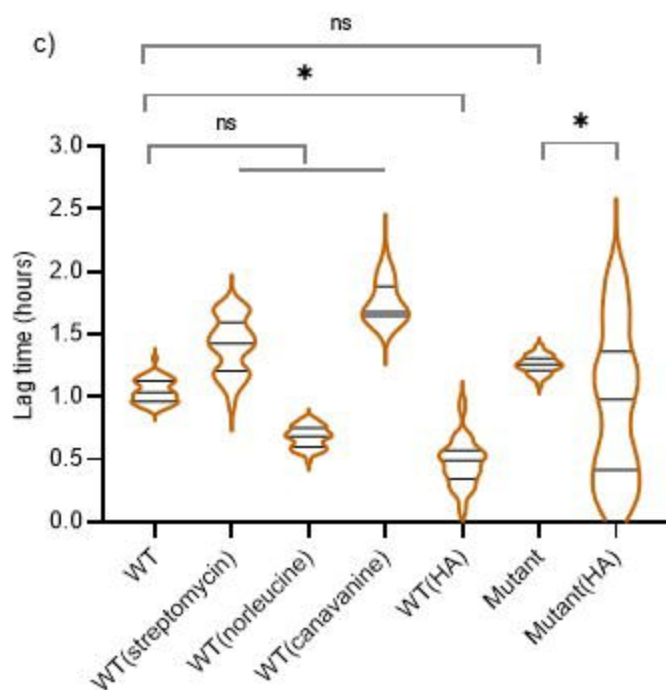 c)
ns
*
ns
*
3.0
2.5
2.0
1.5
1.0
0.5
0.0
Lag time (hours)
WT
WT(streptomycin)
WT(norleucine)
WT(canavanine)
WT(HA)
Mutant
Mutant(HA)